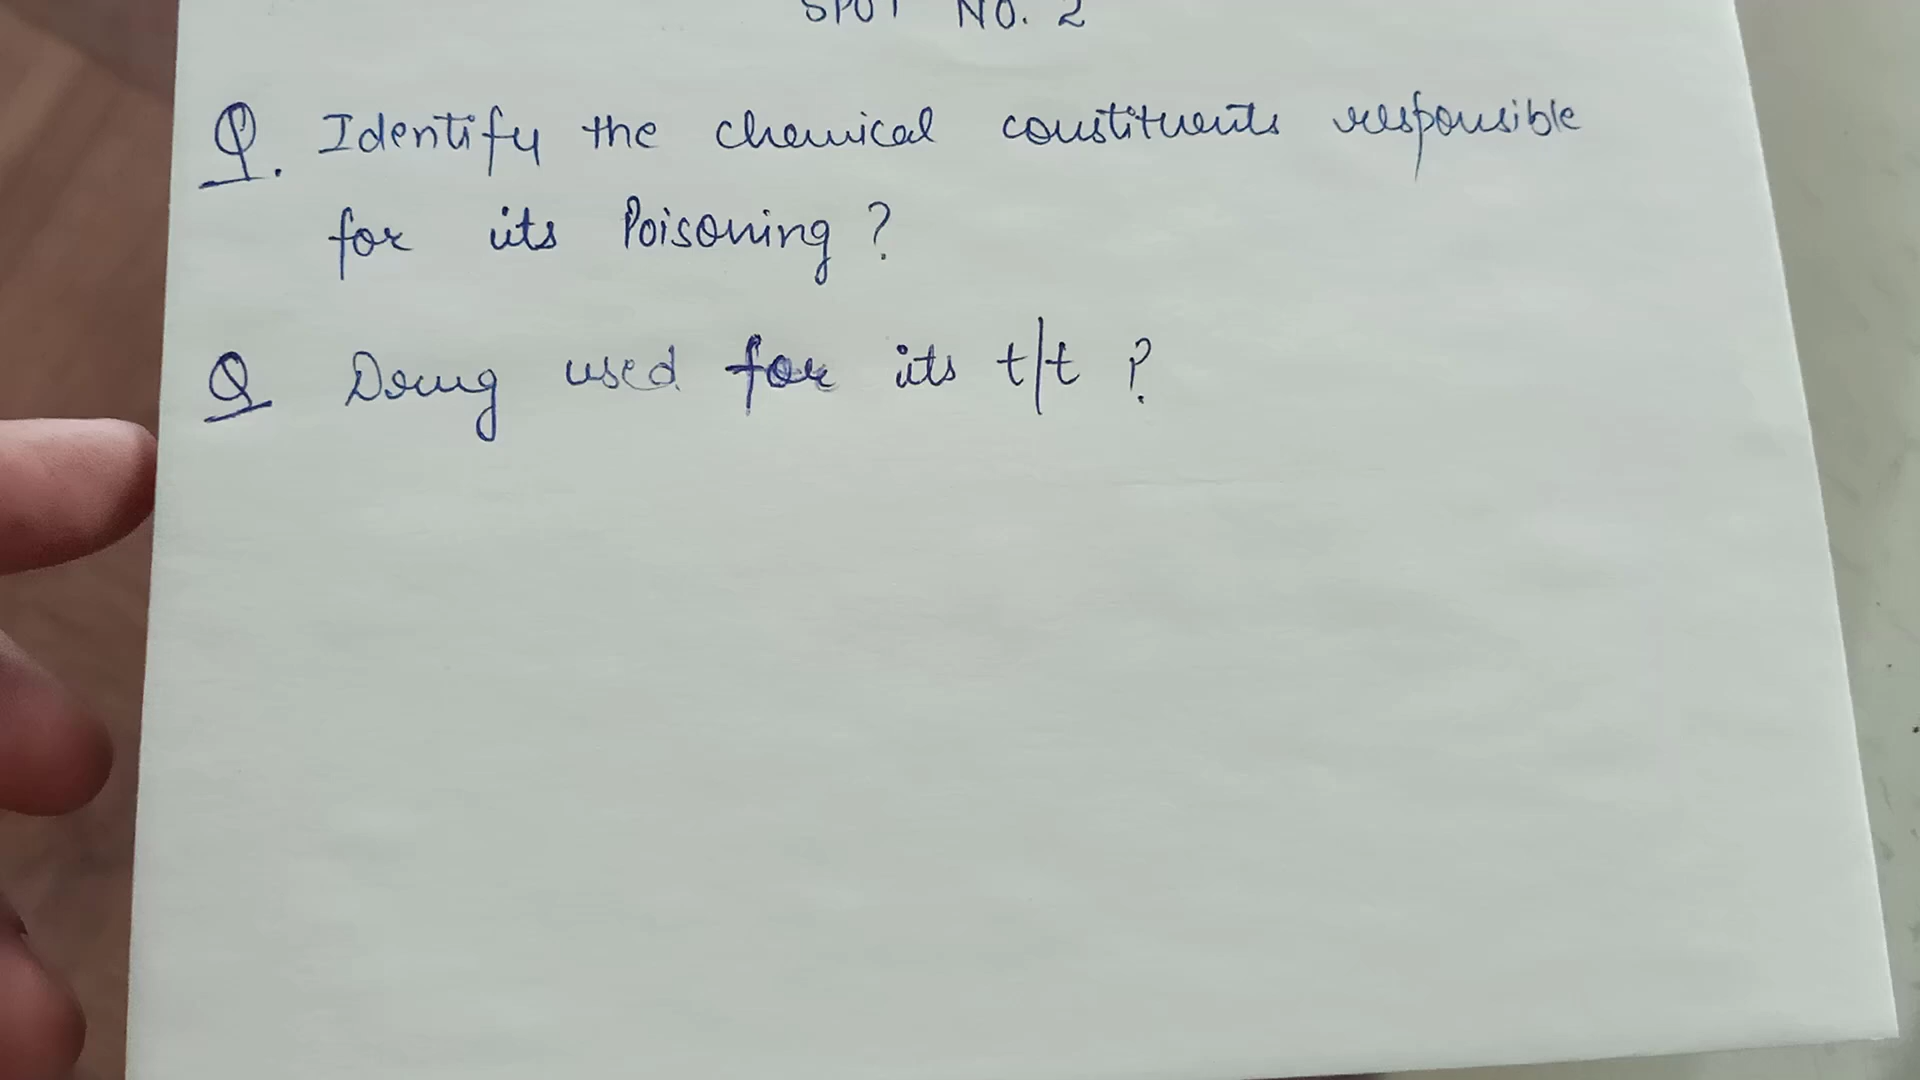 SPOT NO. 2
Q. Identify the chemical constituents responsible
for its Poisoning ?
Q Drug used for its t/t ?